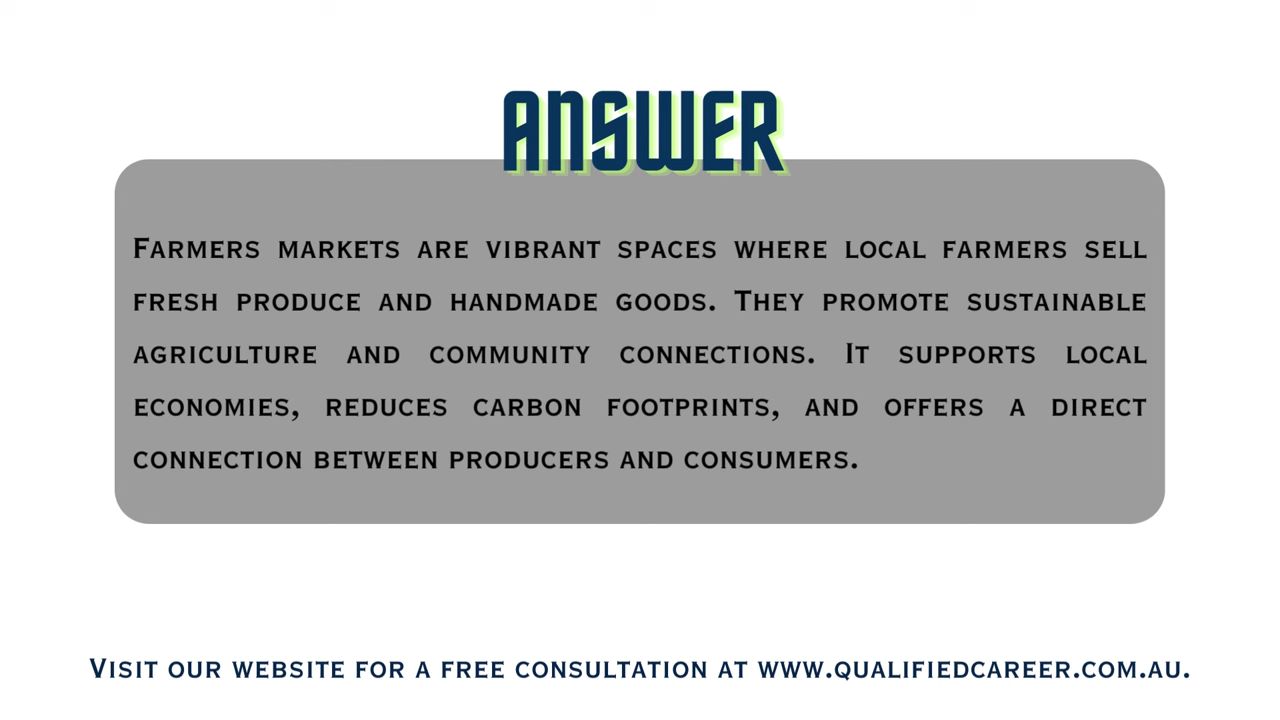 ANSWER
Farmers markets are vibrant spaces where local farmers sell
fresh produce and handmade goods. They promote sustainable
agriculture and community connections. It supports local
economies, reduces carbon footprints, and offers a direct
connection between producers and consumers.
Visit our website for a free consultation at www.qualifiedcareer.com.au.